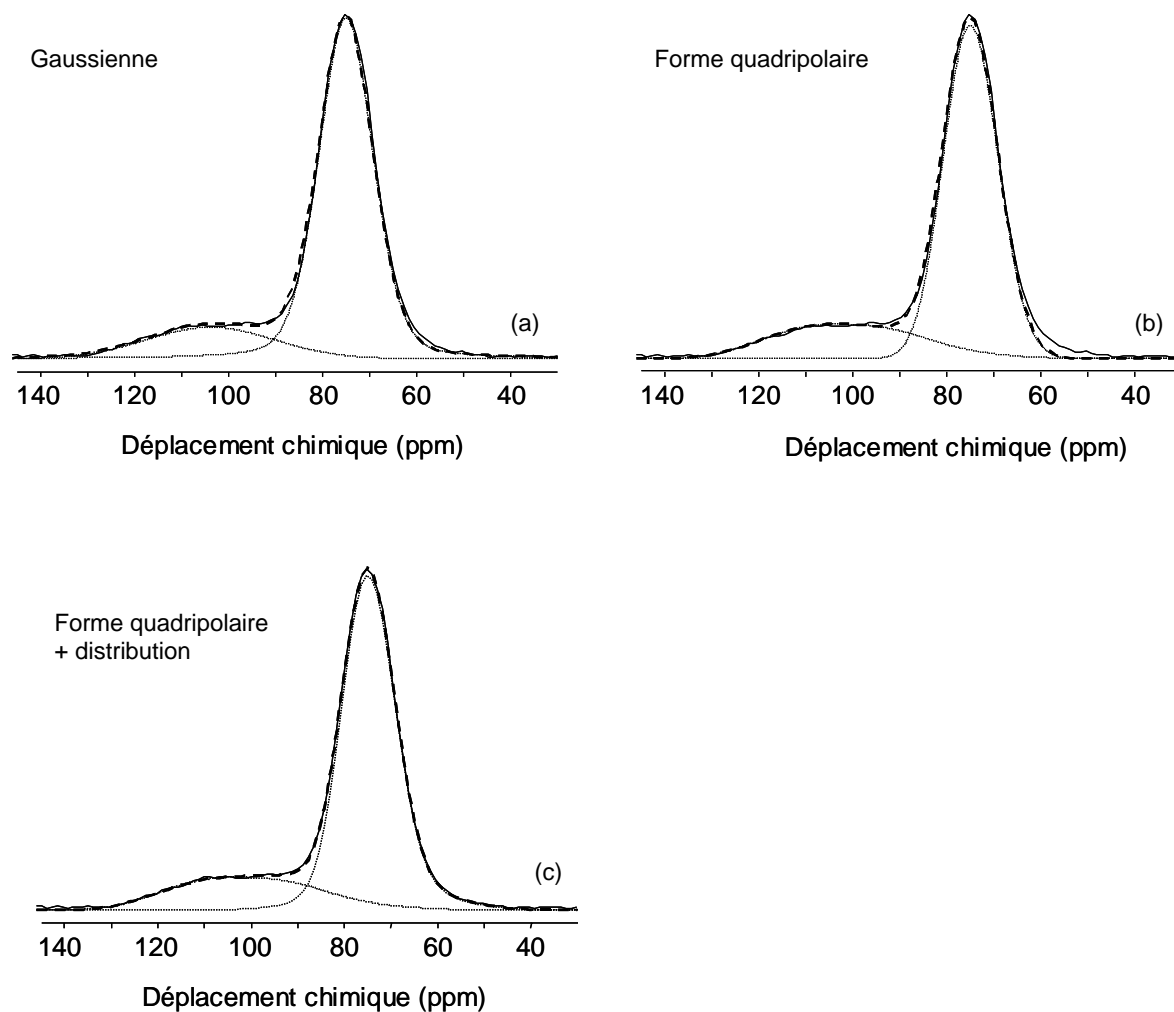 Gaussienne
(a)
140 120 100 80 60 40
Déplacement chimique (ppm)
Forme quadripolaire
(b)
140 120 100 80 60 40
Déplacement chimique (ppm)
Forme quadripolaire
+ distribution
(c)
140 120 100 80 60 40
Déplacement chimique (ppm)